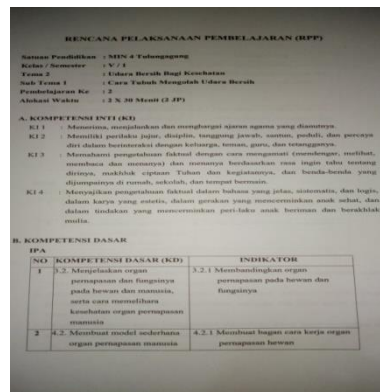 RENCANA PELAKSANAAN PEMBELAJARAN (RPP)
Satuan Pendidikan : MIN 4 Tulungagung
Kelas / Semester : V / 1
Tema 2 : Udara Bersih Bagi Kesehatan
Sub Tema 1 : Cara Tubuh Mengolah Udara Bersih
Pembelajaran Ke : 2
Alokasi Waktu : 2 X 30 Menit (2 JP)
A. KOMPETENSI INTI (KI)
KI 1 : Menerima, menjalankan dan menghargai ajaran agama yang dianutnya.
KI 2 : Memiliki perilaku jujur, disiplin, tanggung jawab, santun, peduli, dan percaya
diri dalam berinteraksi dengan keluarga, teman, guru, dan tetangganya.
KI 3 : Memahami pengetahuan faktual dengan cara mengamati (mendengar, melihat,
membaca dan menanya) dan menanya berdasarkan rasa ingin tahu tentang
dirinya, makhluk ciptaan Tuhan dan kegiatannya, dan benda-benda yang
dijumpainya di rumah, sekolah, dan tempat bermain.
KI 4 : Menyajikan pengetahuan faktual dalam bahasa yang jelas, sistematis, dan logis,
dalam karya yang estetis, dalam gerakan yang mencerminkan anak sehat, dan
dalam tindakan yang mencerminkan peri-laku anak beriman dan berakhlak
mulia.
B. KOMPETENSI DASAR
IPA
NO KOMPETENSI DASAR (KD) INDIKATOR
1 3.2. Menjelaskan organ 3.2.1 Membandingkan organ
pernapasan dan fungsinya pernapasan pada hewan dan
pada hewan dan manusia, fungsinya
serta cara memelihara
kesehatan organ pernapasan
manusia
2 4.2. Membuat model sederhana 4.2.1 Membuat bagan cara kerja organ
organ pernapasan manusia pernapasan hewan